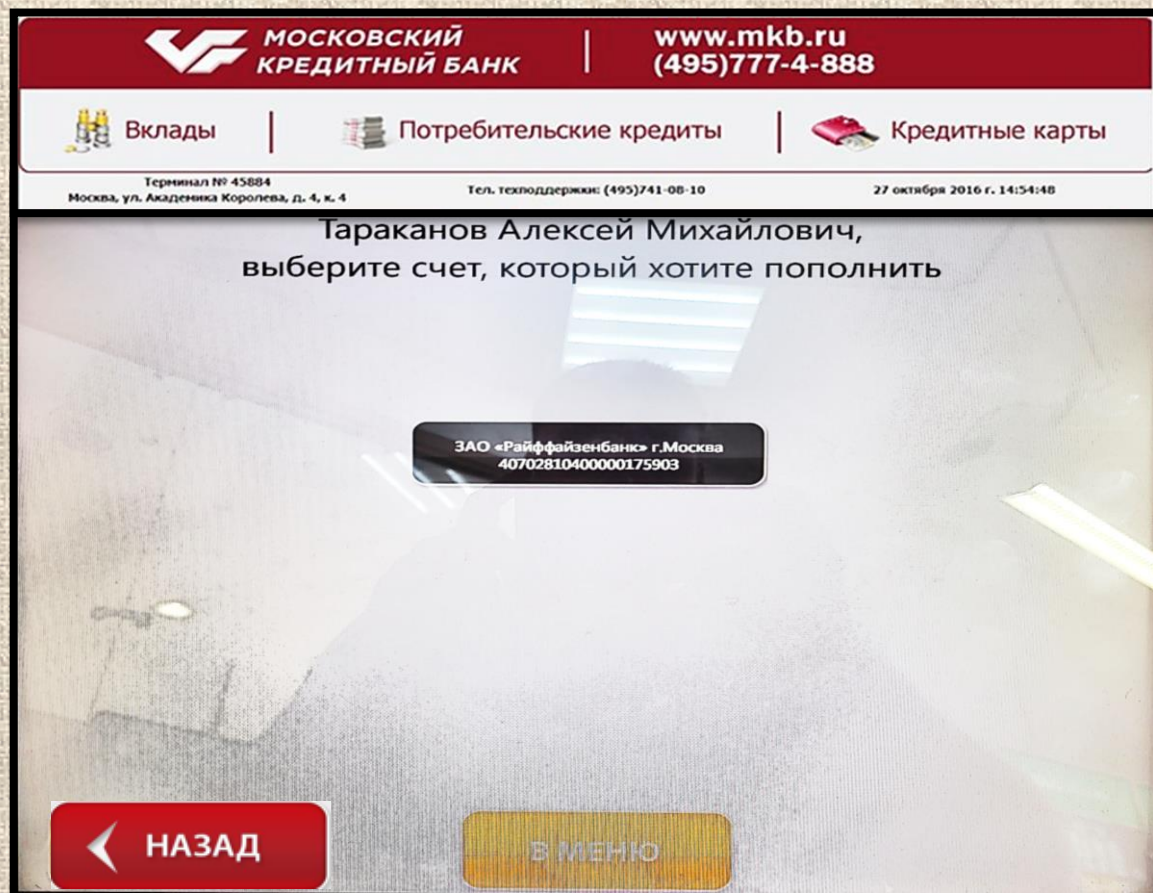 МОСКОВСКИЙ
КРЕДИТНЫЙ БАНК
www.mkb.ru
(495)777-4-888
Вклады
Потребительские кредиты
Кредитные карты
Терминал № 45884
Москва, ул. Академика Королева, д. 4, к. 4
Тел. техподдержки: (495)741-08-10
27 октября 2016 г. 14:54:48
Тараканов Алексей Михайлович,
выберите счет, который хотите пополнить
ЗАО «Райффайзенбанк» г.Москва
40702810400000175903
НАЗАД
В МЕНЮ